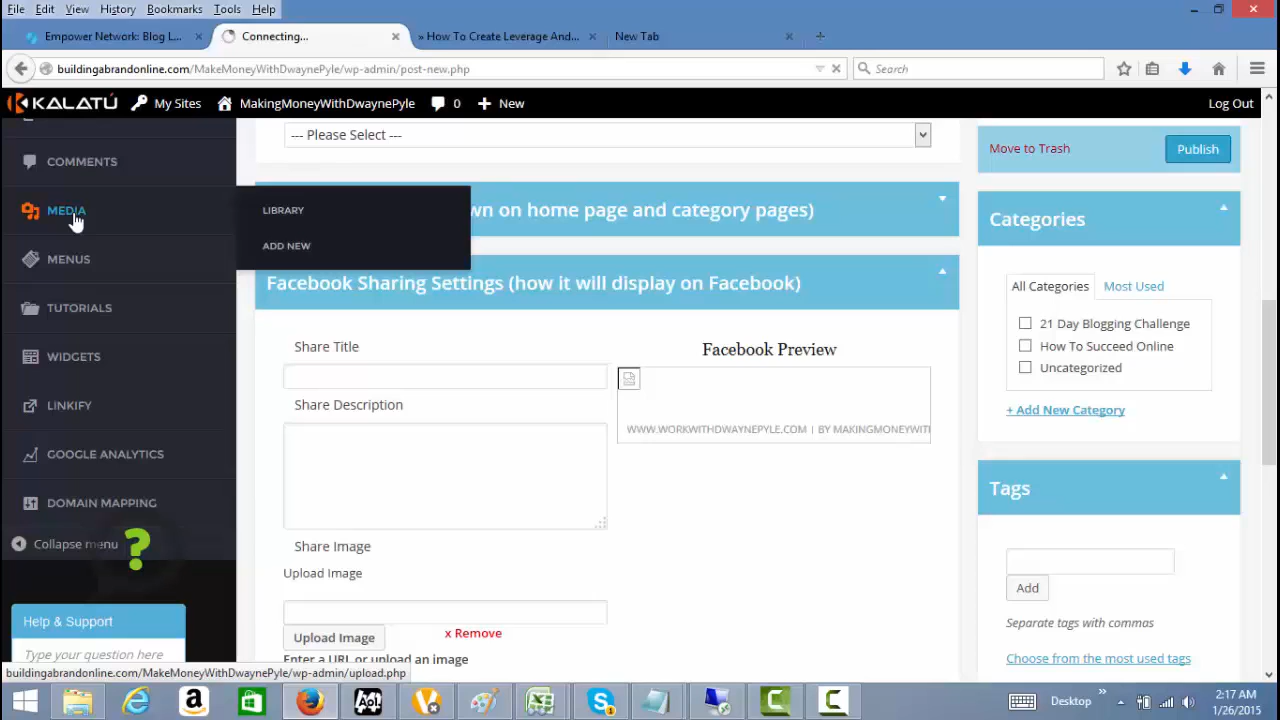 File Edit View History Bookmarks Tools Help
Empower Network: Blog L... × Connecting... × » How To Create Leverage And... × New Tab × +
buildingabrandonline.com/MakeMoneyWithDwaynePyle/wp-admin/post-new.php Search
KALATÚ My Sites MakingMoneyWithDwaynePyle 0 + New Log Out
--- Please Select ---
Move to Trash Publish
COMMENTS
MEDIA
LIBRARY
ADD NEW
wn on home page and category pages)
Categories
MENUS
Facebook Sharing Settings (how it will display on Facebook)
All Categories Most Used
TUTORIALS
21 Day Blogging Challenge
How To Succeed Online
Uncategorized
Share Title
Facebook Preview
WIDGETS
LINKIFY
Share Description
+ Add New Category
WWW.WORKWITHDWAYNEPYLE.COM | BY MAKINGMONEYWIT
GOOGLE ANALYTICS
Tags
DOMAIN MAPPING
Collapse menu ?
Share Image
Upload Image
Add
Help & Support
Separate tags with commas
Upload Image x Remove
Type your question here
Enter a URL or upload an image
Choose from the most used tags
buildingabrandonline.com/MakeMoneyWithDwaynePyle/wp-admin/upload.php
Desktop
2:17 AM
1/26/2015